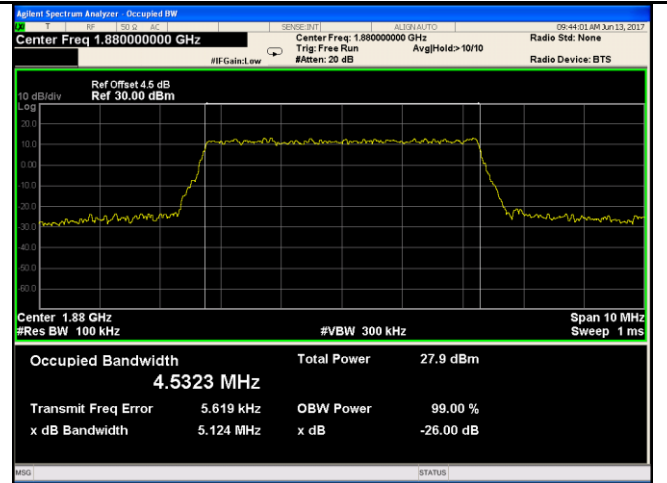 Agilent Spectrum Analyzer - Occupied BW
T RF 50 Ω AC SENSE:INT ALIGN AUTO 09:44:01 AM Jun 13, 2017
Center Freq 1.880000000 GHz Center Freq: 1.880000000 GHz Radio Std: None
Trig: Free Run Avg|Hold:> 10/10
#IFGain:Low #Atten: 20 dB Radio Device: BTS
Ref Offset 4.5 dB
10 dB/div Ref 30.00 dBm
Log
20.0
10.0
0.00
-10.0
-20.0
-30.0
-40.0
-50.0
-60.0
Center 1.88 GHz Span 10 MHz
#Res BW 100 kHz #VBW 300 kHz Sweep 1 ms
Occupied Bandwidth Total Power 27.9 dBm
4.5323 MHz
Transmit Freq Error 5.619 kHz OBW Power 99.00 %
x dB Bandwidth 5.124 MHz x dB -26.00 dB
MSG STATUS